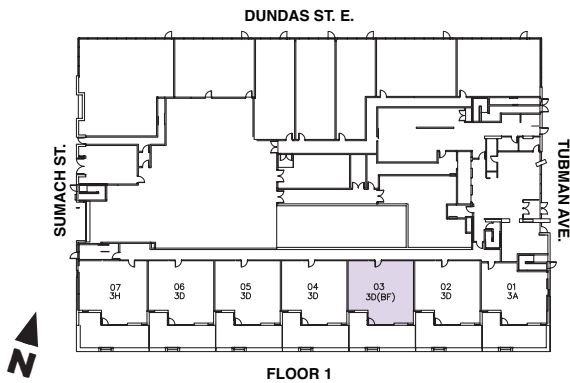 DUNDAS ST. E.
SUMACH ST.
TUBMAN AVE.
07
3H
06
3D
05
3D
04
3D
03
3D(BF)
02
3D
01
3A
N
FLOOR 1